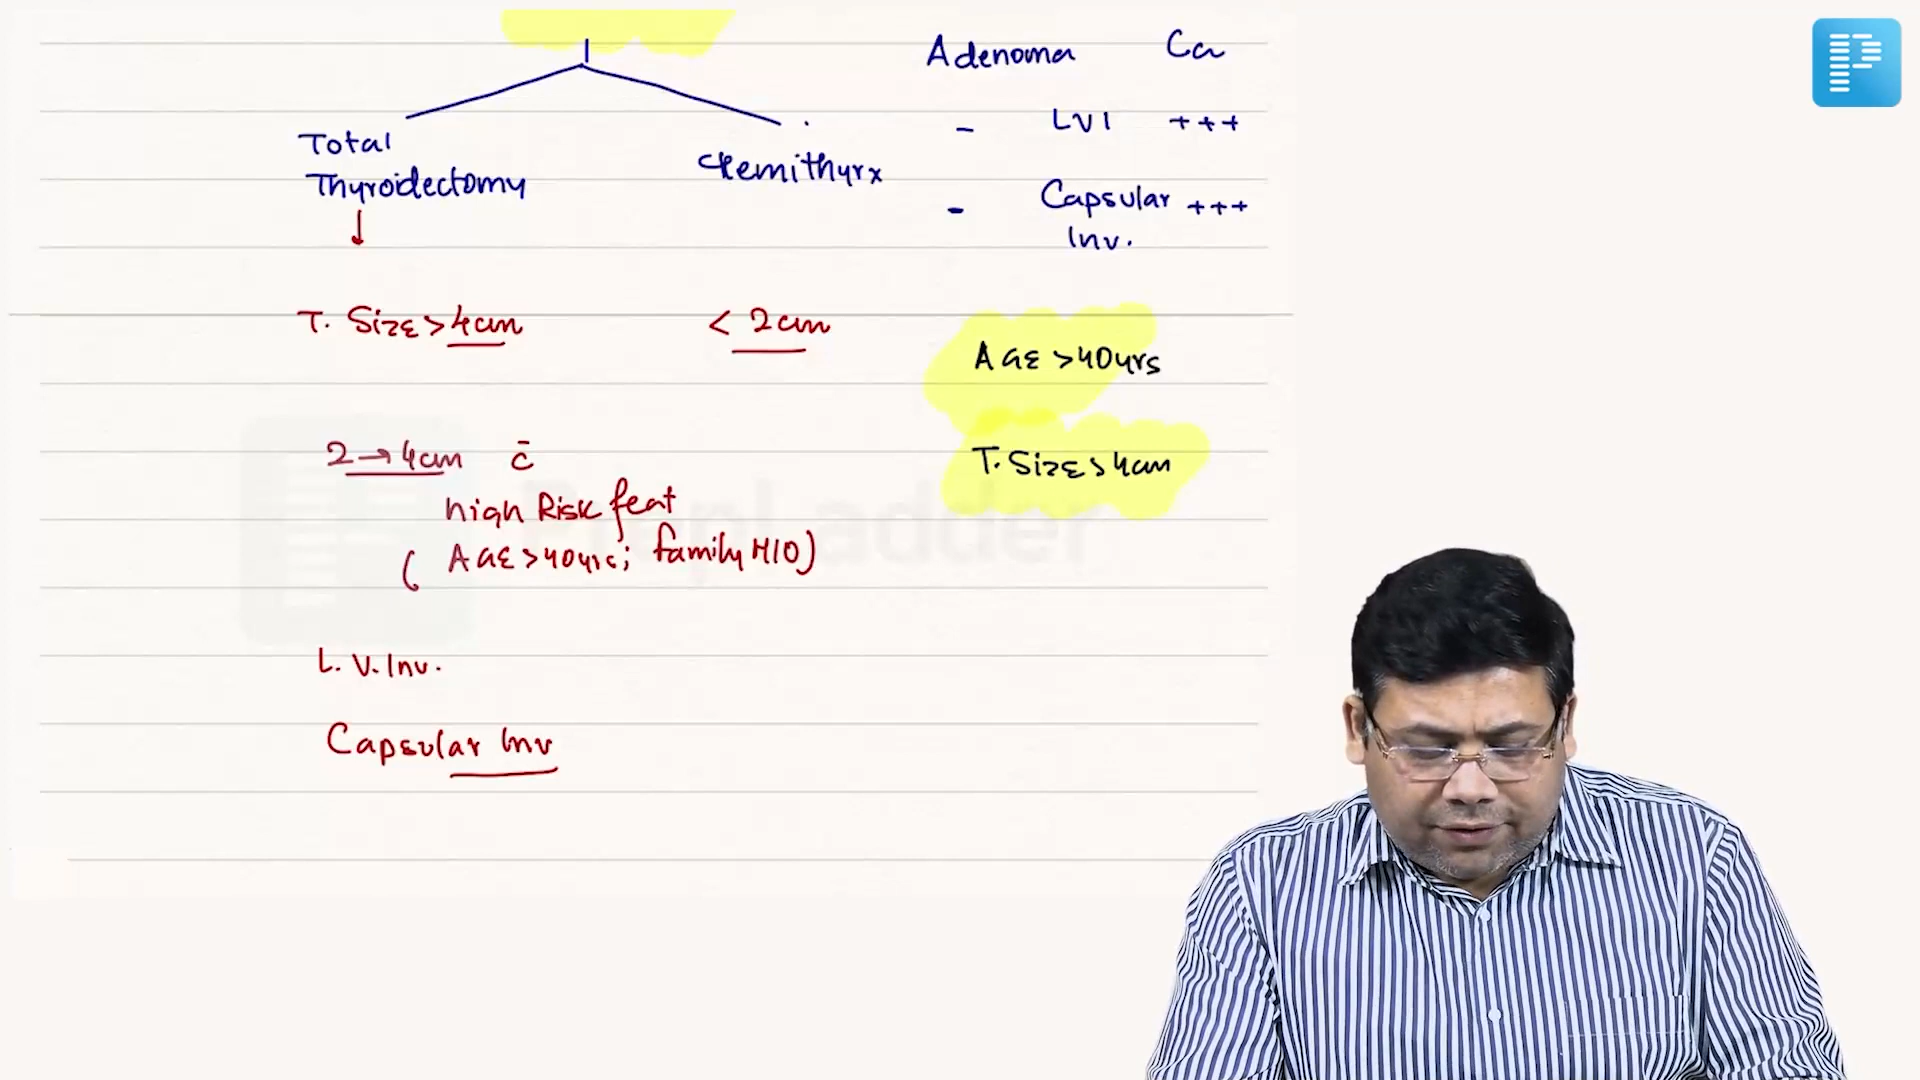 Adenoma Ca
Total
Thyroidectomy
Hemithyrx
- LVI +++
- Capsular +++
Inv.
T. Size > 4cm
< 2cm
Age > 40yrs
T. Size > 4cm
2 → 4cm c̄
high Risk feat
( Age > 40yrs; family H/O)
L. V. Inv.
Capsular Inv
PrepLadder